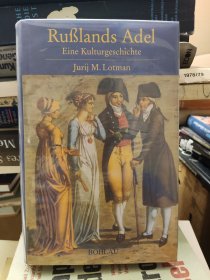 Rußlands Adel
Eine Kulturgeschichte
Jurij M. Lotman
BÖHLAU